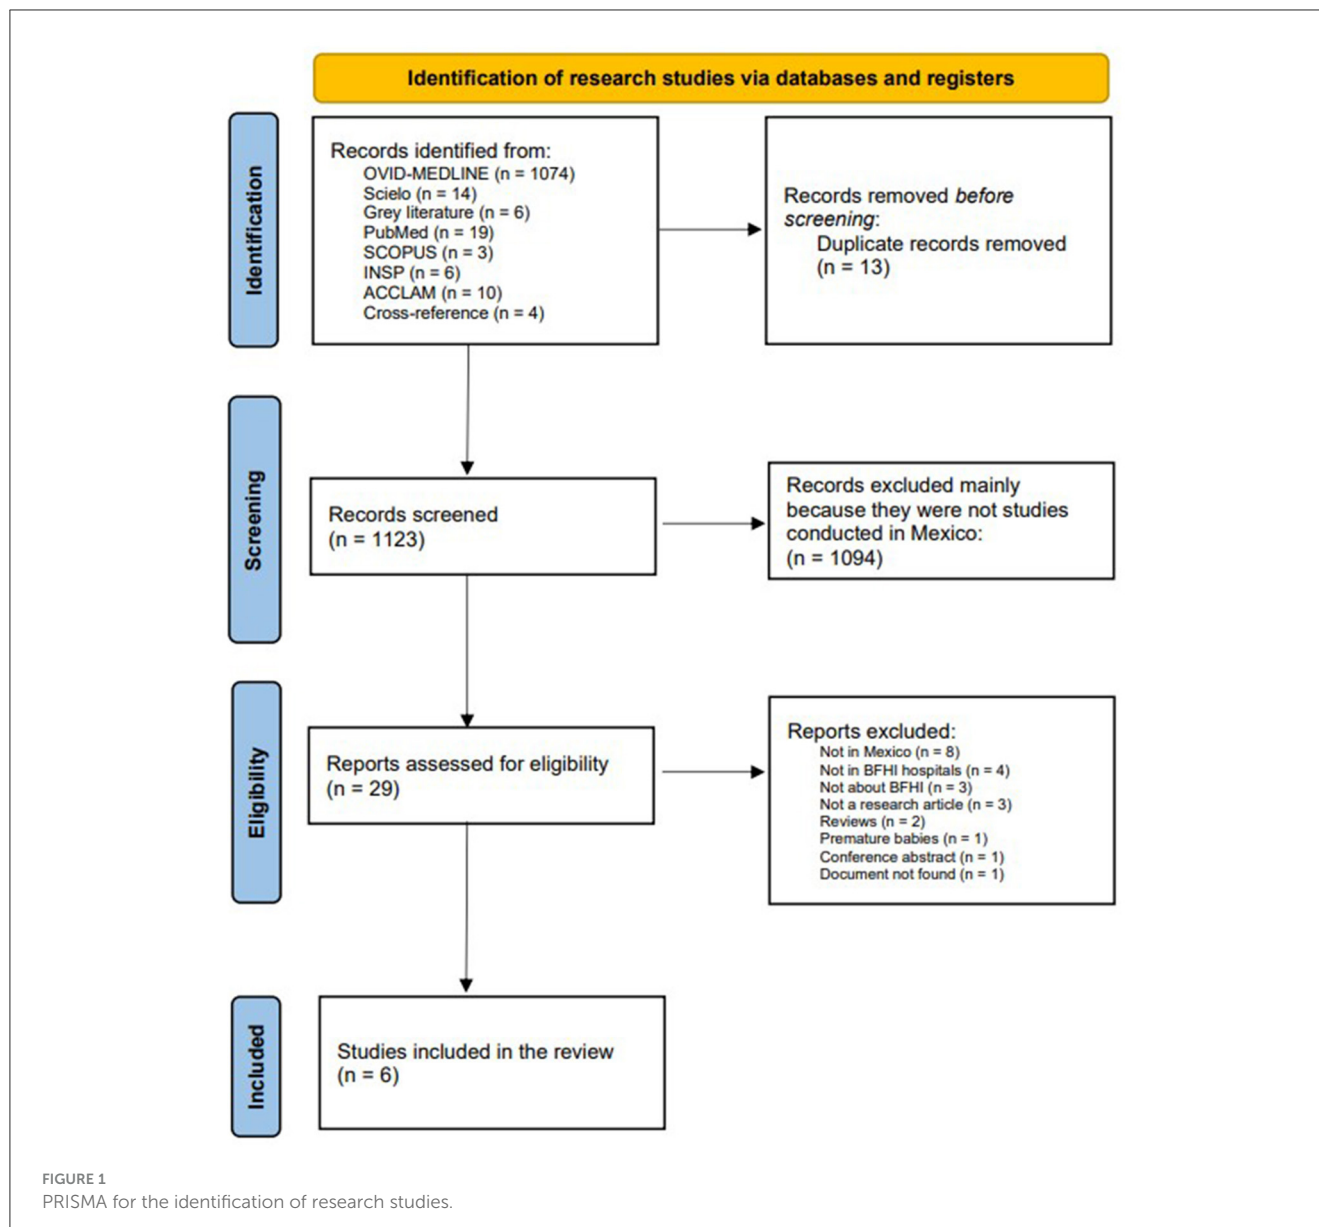 Identification of research studies via databases and registers
Identification
Records identified from:
OVID-MEDLINE (n = 1074)
Scielo (n = 14)
Grey literature (n = 6)
PubMed (n = 19)
SCOPUS (n = 3)
INSP (n = 6)
ACCLAM (n = 10)
Cross-reference (n = 4)
Records removed before
screening:
Duplicate records removed
(n = 13)
Screening
Records screened
(n = 1123)
Records excluded mainly
because they were not studies
conducted in Mexico:
(n = 1094)
Eligibility
Reports assessed for eligibility
(n = 29)
Reports excluded:
Not in Mexico (n = 8)
Not in BFHI hospitals (n = 4)
Not about BFHI (n = 3)
Not a research article (n = 3)
Reviews (n = 2)
Premature babies (n = 1)
Conference abstract (n = 1)
Document not found (n = 1)
Included
Studies included in the review
(n = 6)
FIGURE 1
PRISMA for the identification of research studies.